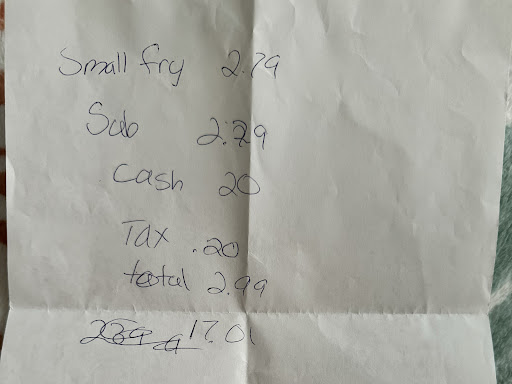 Small fry 2.79
Sub 2.79
Cash 20
Tax .20
total 2.99
17.01